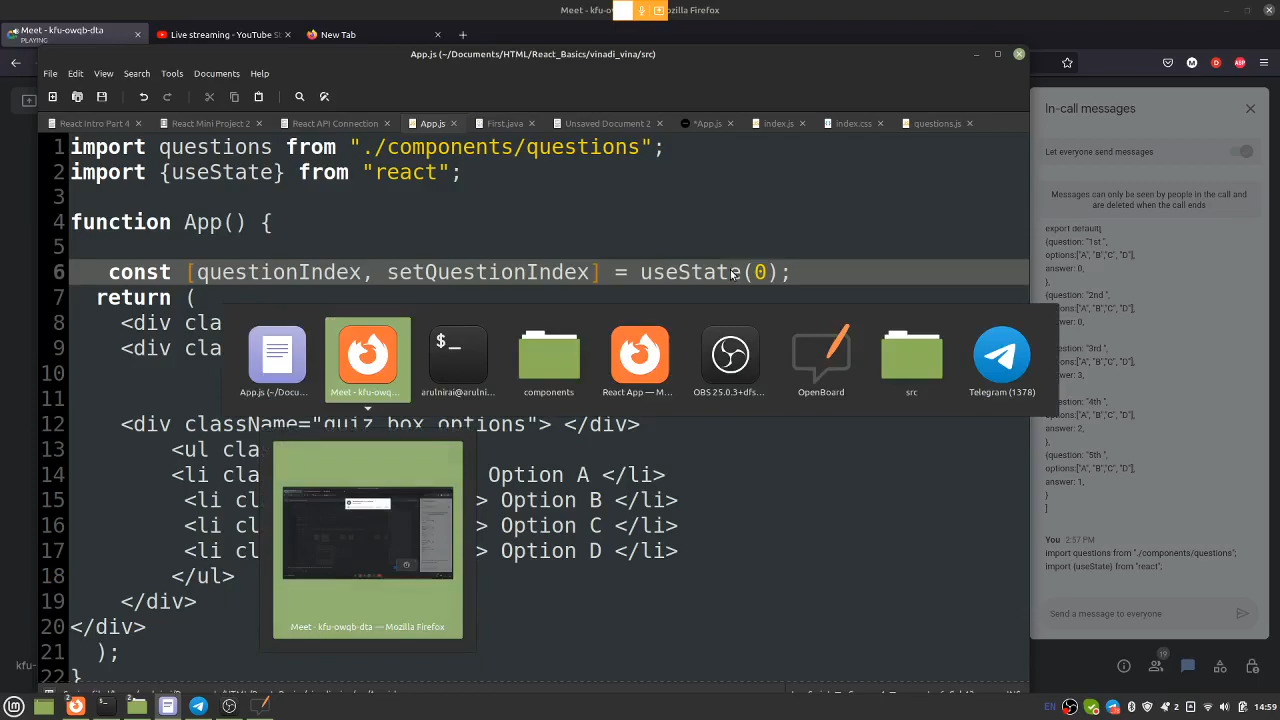 Meet - kfu-o
Mozilla Firefox
Meet - kfu-owqb-dta
PLAYING
Live streaming - YouTube S
New Tab
App.js (~/Documents/HTML/React_Basics/vinadi_vina/src)
File Edit View Search Tools Documents Help
React Intro Part 4
React Mini Project 2
React API Connection
App.js
First.java
Unsaved Document 2
*App.js
index.js
index.css
questions.js
1 import questions from "./components/questions";
2 import {useState} from "react";
3
4 function App() {
5
6 const [questionIndex, setQuestionIndex] = useState(0);
7 return (
8 <div cla
9 <div cla
10
11
12 <div className="quiz box options"> </div>
13 <ul cla
14 <li cl Option A </li>
15 <li cl > Option B </li>
16 <li cl > Option C </li>
17 <li cl > Option D </li>
18 </ul>
19 </div>
20 </div>
21 );
22 }
App.js (~/Docu...
Meet - kfu-owq...
arulnirai@arulni...
components
React App — M...
OBS 25.0.3+dfs...
OpenBoard
src
Telegram (1378)
Meet - kfu-owqb-dta — Mozilla Firefox
In-call messages
Let everyone send messages
Messages can only be seen by people in the call and
are deleted when the call ends
export default[
{question: "1st ",
options:["A", "B","C", "D"],
answer: 0,
},
{question: "2nd ",
options:["A", "B","C", "D"],
answer: 0,
},
{question: "3rd ",
options:["A", "B","C", "D"],
answer: 3,
},
{question: "4th ",
options:["A", "B","C", "D"],
answer: 2,
},
{question: "5th ",
options:["A", "B","C", "D"],
answer: 1,
}
]
You 2:57 PM
import questions from "./components/questions";
import {useState} from "react";
Send a message to everyone
19
kfu-
EN
2
14:59